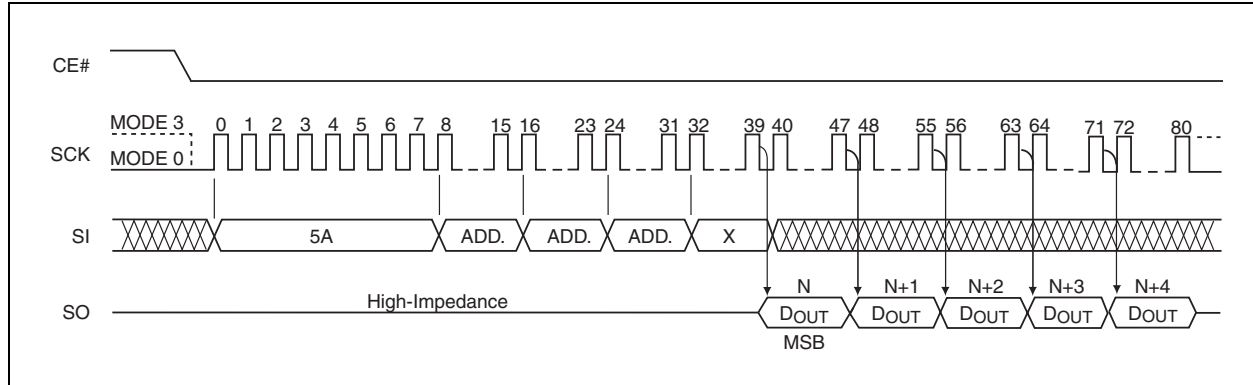 CE#
MODE 3
0 1 2 3 4 5 6 7 8 15 16 23 24 31 32 39 40 47 48 55 56 63 64 71 72 80
SCK
MODE 0
SI
5A ADD. ADD. ADD. X
N N+1 N+2 N+3 N+4
High-Impedance
SO
DOUT DOUT DOUT DOUT DOUT
MSB